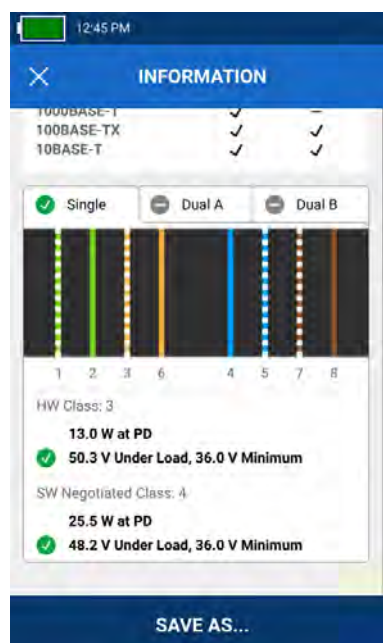 12:45 PM
INFORMATION
1000BASE-T
100BASE-TX
10BASE-T
Single Dual A Dual B
1 2 3 6 4 5 7 8
HW Class: 3
13.0 W at PD
50.3 V Under Load, 36.0 V Minimum
SW Negotiated Class: 4
25.5 W at PD
48.2 V Under Load, 36.0 V Minimum
SAVE AS...